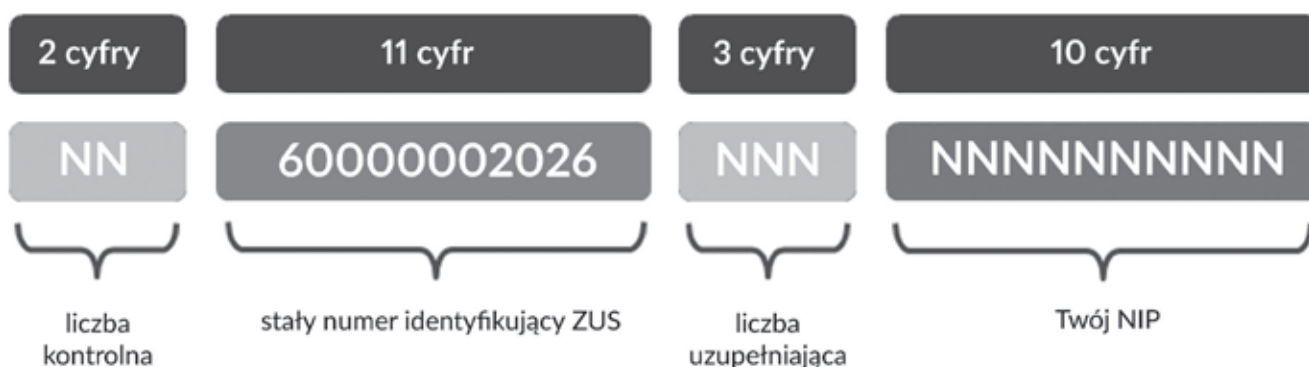 2 cyfry 11 cyfr 3 cyfry 10 cyfr
NN 60000002026 NNN NNNNNNNNNN
liczba kontrolna
stały numer identyfikujący ZUS
liczba uzupełniająca
Twój NIP